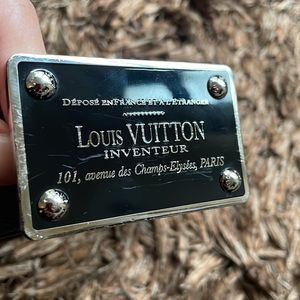 DÉPOSÉ EN FRANCE ET A L'ÉTRANGER
LOUIS VUITTON
INVENTEUR
101, avenue des Champs-Elysées, PARIS